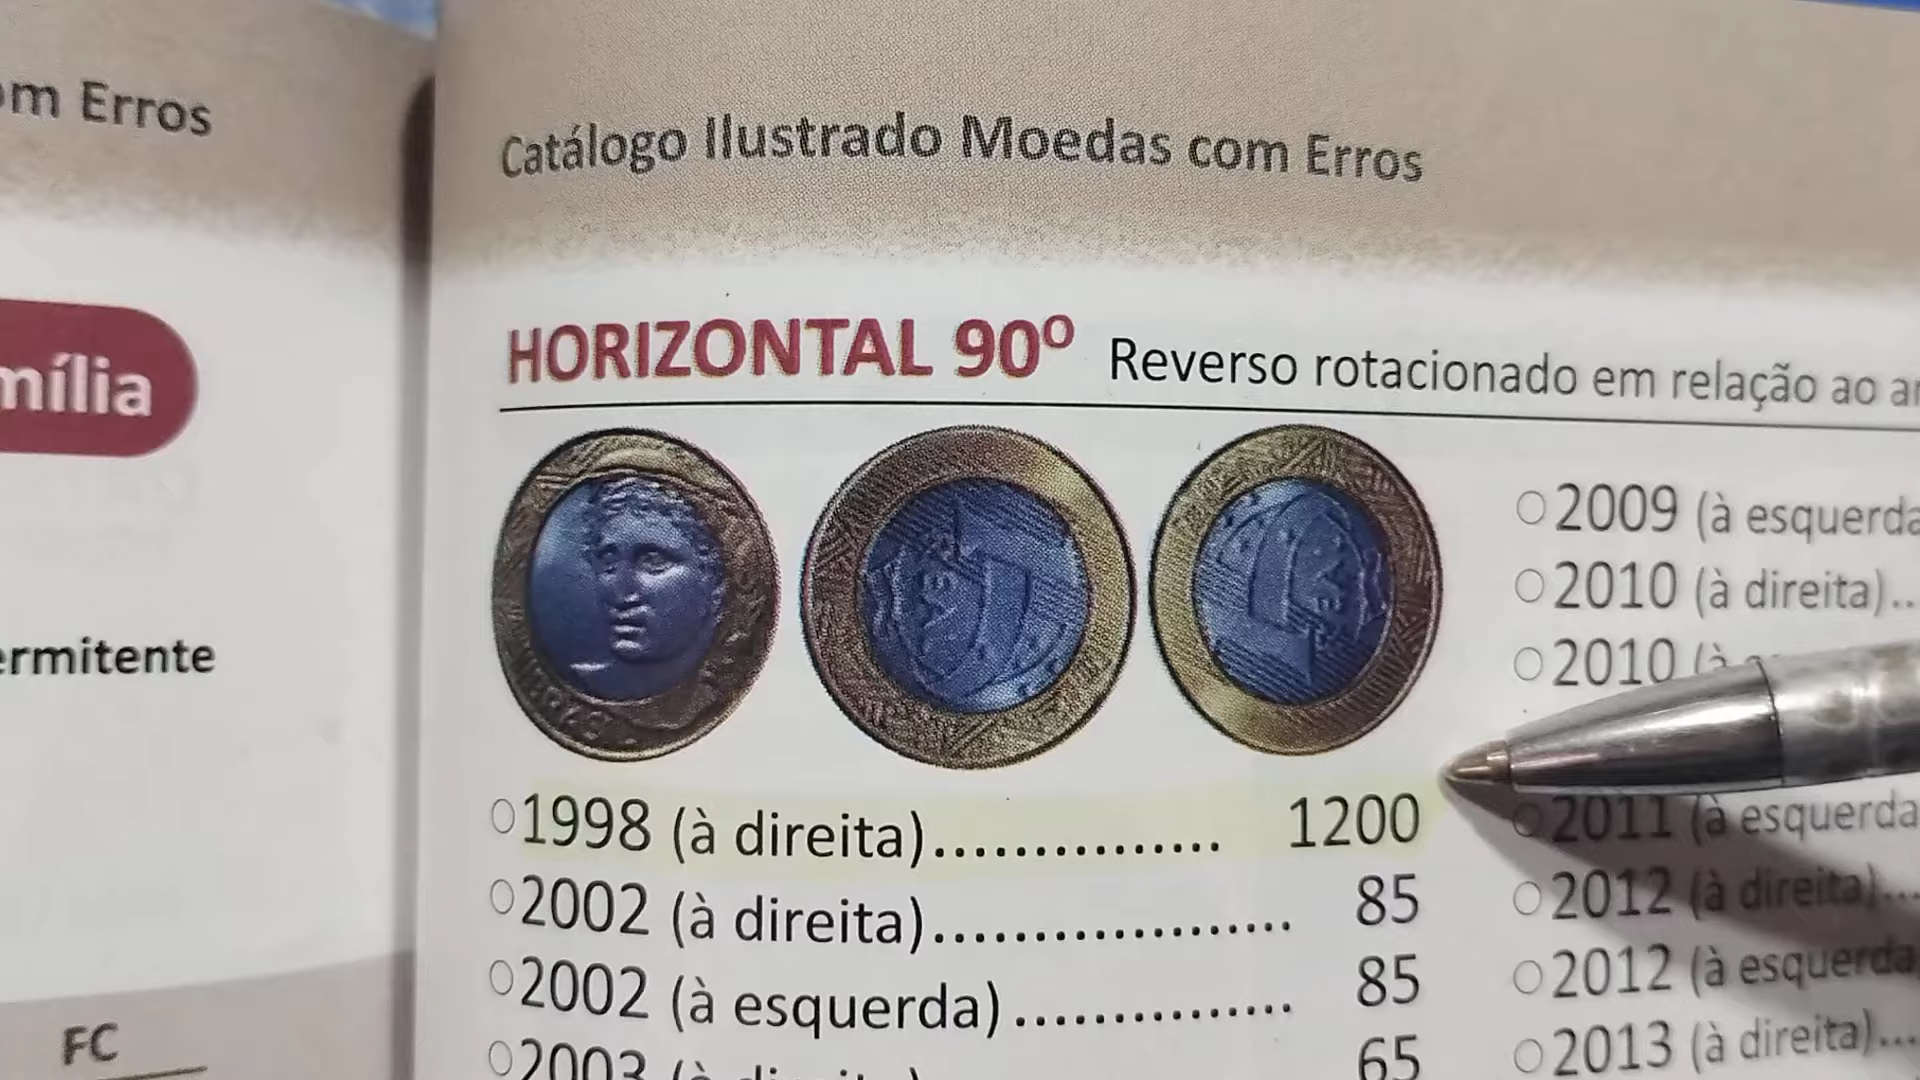 om Erros
mília
ermitente
FC
Catálogo Ilustrado Moedas com Erros
HORIZONTAL 90º Reverso rotacionado em relação ao
1998 (à direita)............... 1200
2002 (à direita)................... 85
2002 (à esquerda)............... 85
2003 65
2009 (à esquerda
2010 (à direita)..
2010 (à
2011 (à esquerda
2012 (à direita)...
2012 (à esquerda
2013 (à direita)...